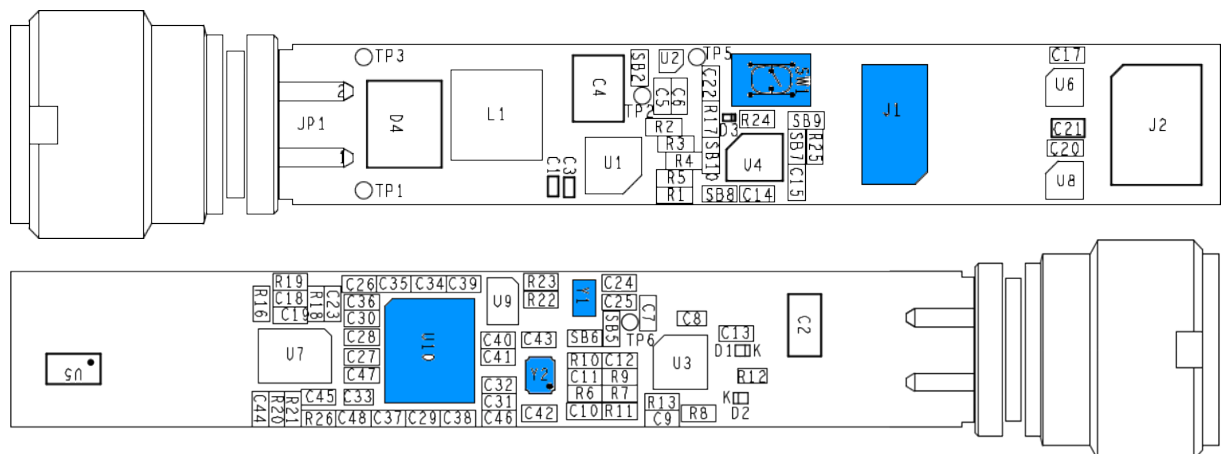 TP3
2
JP1
1
TP1
D4
L1
C1
C3
C4
U1
SB2
TP2
U2
C5
C6
R2
R3
R4
R5
R1
TP5
C22
R17
SB10
SB8
C14
SW1
D3
R24
U4
SB9
SB7
R25
C15
J1
C17
U6
C21
C20
U8
J2
U5
R16
R19
C18
C19
R18
C23
U7
C44
R20
R21
C45
R26
C26
C35
C34
C39
C36
C30
C28
C27
C47
C33
C48
C37
C29
C38
C46
U10
U9
C40
C41
C32
C31
R23
R22
C43
Y2
C42
Y1
C24
C25
SB6
SB5
TP6
C7
R10
C12
C11
R9
R6
R7
C10
R11
C8
U3
R13
C9
R8
C13
D1
K
R12
K
D2
C2